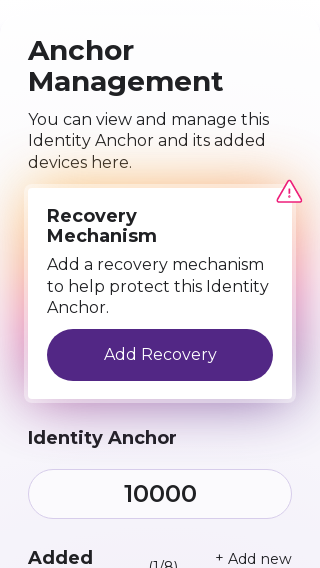 Anchor
Management
You can view and manage this
Identity Anchor and its added
devices here.
Recovery
Mechanism
Add a recovery mechanism
to help protect this Identity
Anchor.
Add Recovery
Identity Anchor
10000
Added (1/8) + Add new